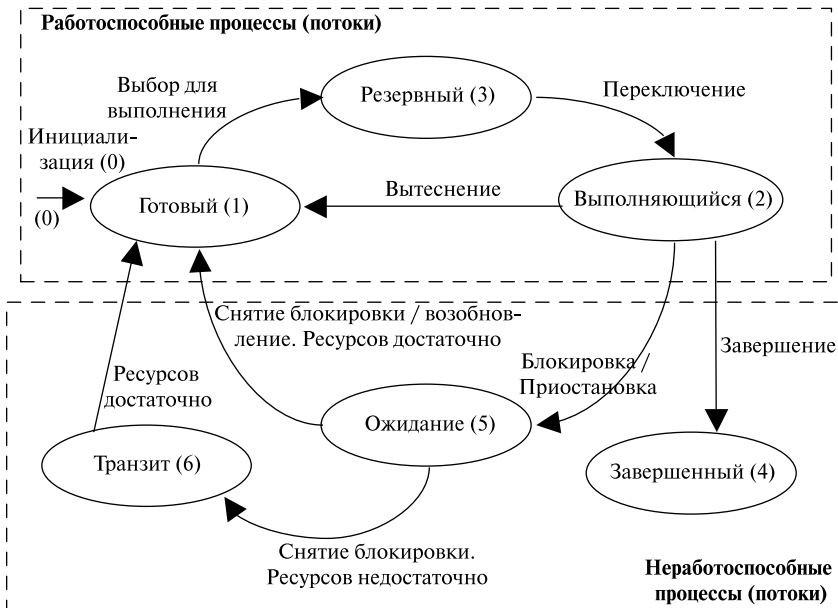 Работоспособные процессы (потоки)
Выбор для
выполнения
Резервный (3)
Переключение
Инициали-
зация (0)
(0)
Готовый (1)
Вытеснение
Выполняющийся (2)
Снятие блокировки / возобнов-
ление. Ресурсов достаточно
Блокировка /
Приостановка
Завершение
Ресурсов
достаточно
Ожидание (5)
Транзит (6)
Завершенный (4)
Снятие блокировки.
Ресурсов недостаточно
Неработоспособные
процессы (потоки)